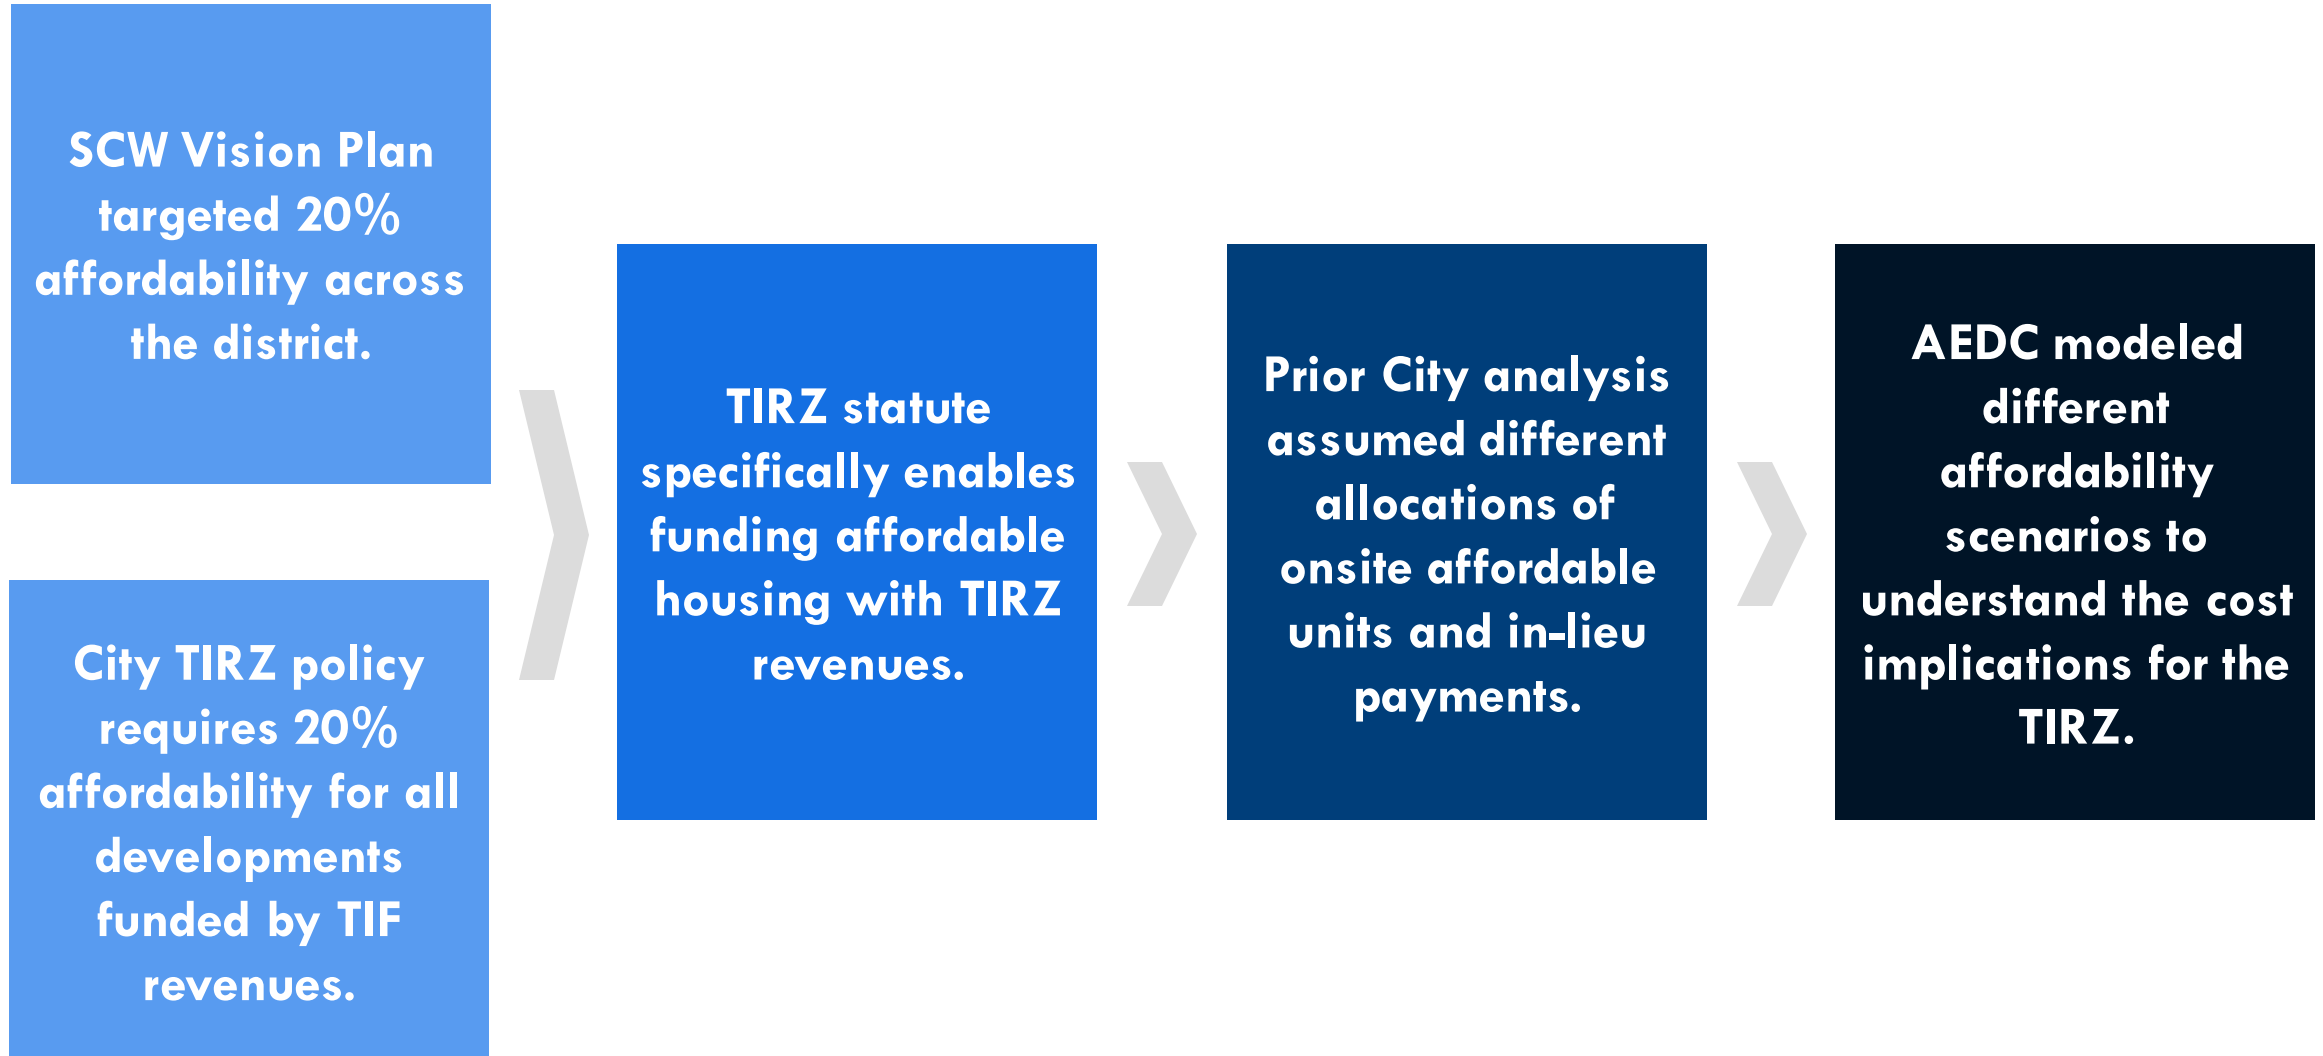 SCW Vision Plan
targeted 20%
affordability across
the district.
City TIRZ policy
requires 20%
affordability for all
developments
funded by TIF
revenues.
TIRZ statute
specifically enables
funding affordable
housing with TIRZ
revenues.
Prior City analysis
assumed different
allocations of
onsite affordable
units and in-lieu
payments.
AEDC modeled
different
affordability
scenarios to
understand the cost
implications for the
TIRZ.